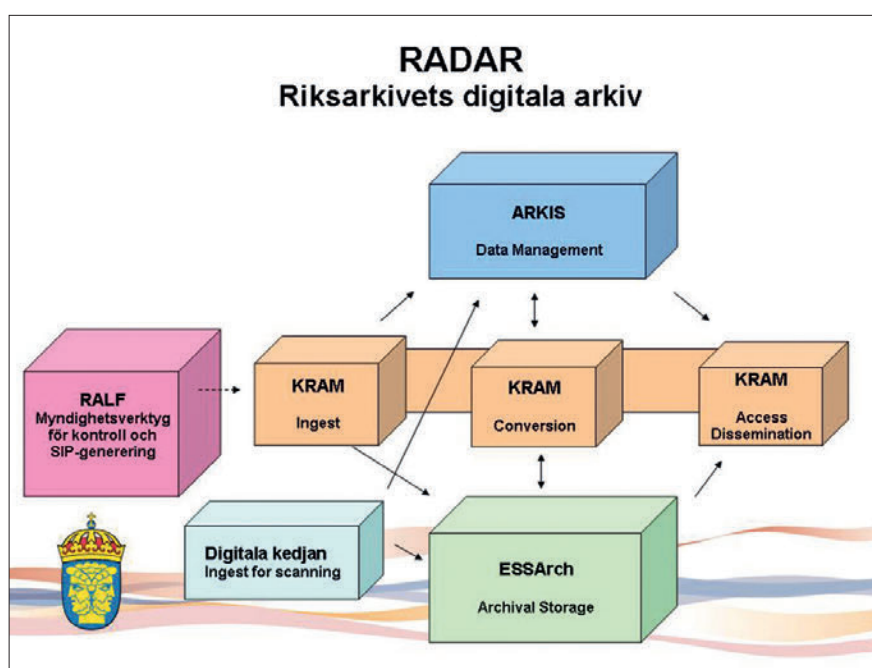 RADAR
Riksarkivets digitala arkiv
ARKIS
Data Management
RALF
Myndighetsverktyg
för kontroll och
SIP-generering
KRAM
Ingest
KRAM
Conversion
KRAM
Access
Dissemination
Digitala kedjan
Ingest for scanning
ESSArch
Archival Storage